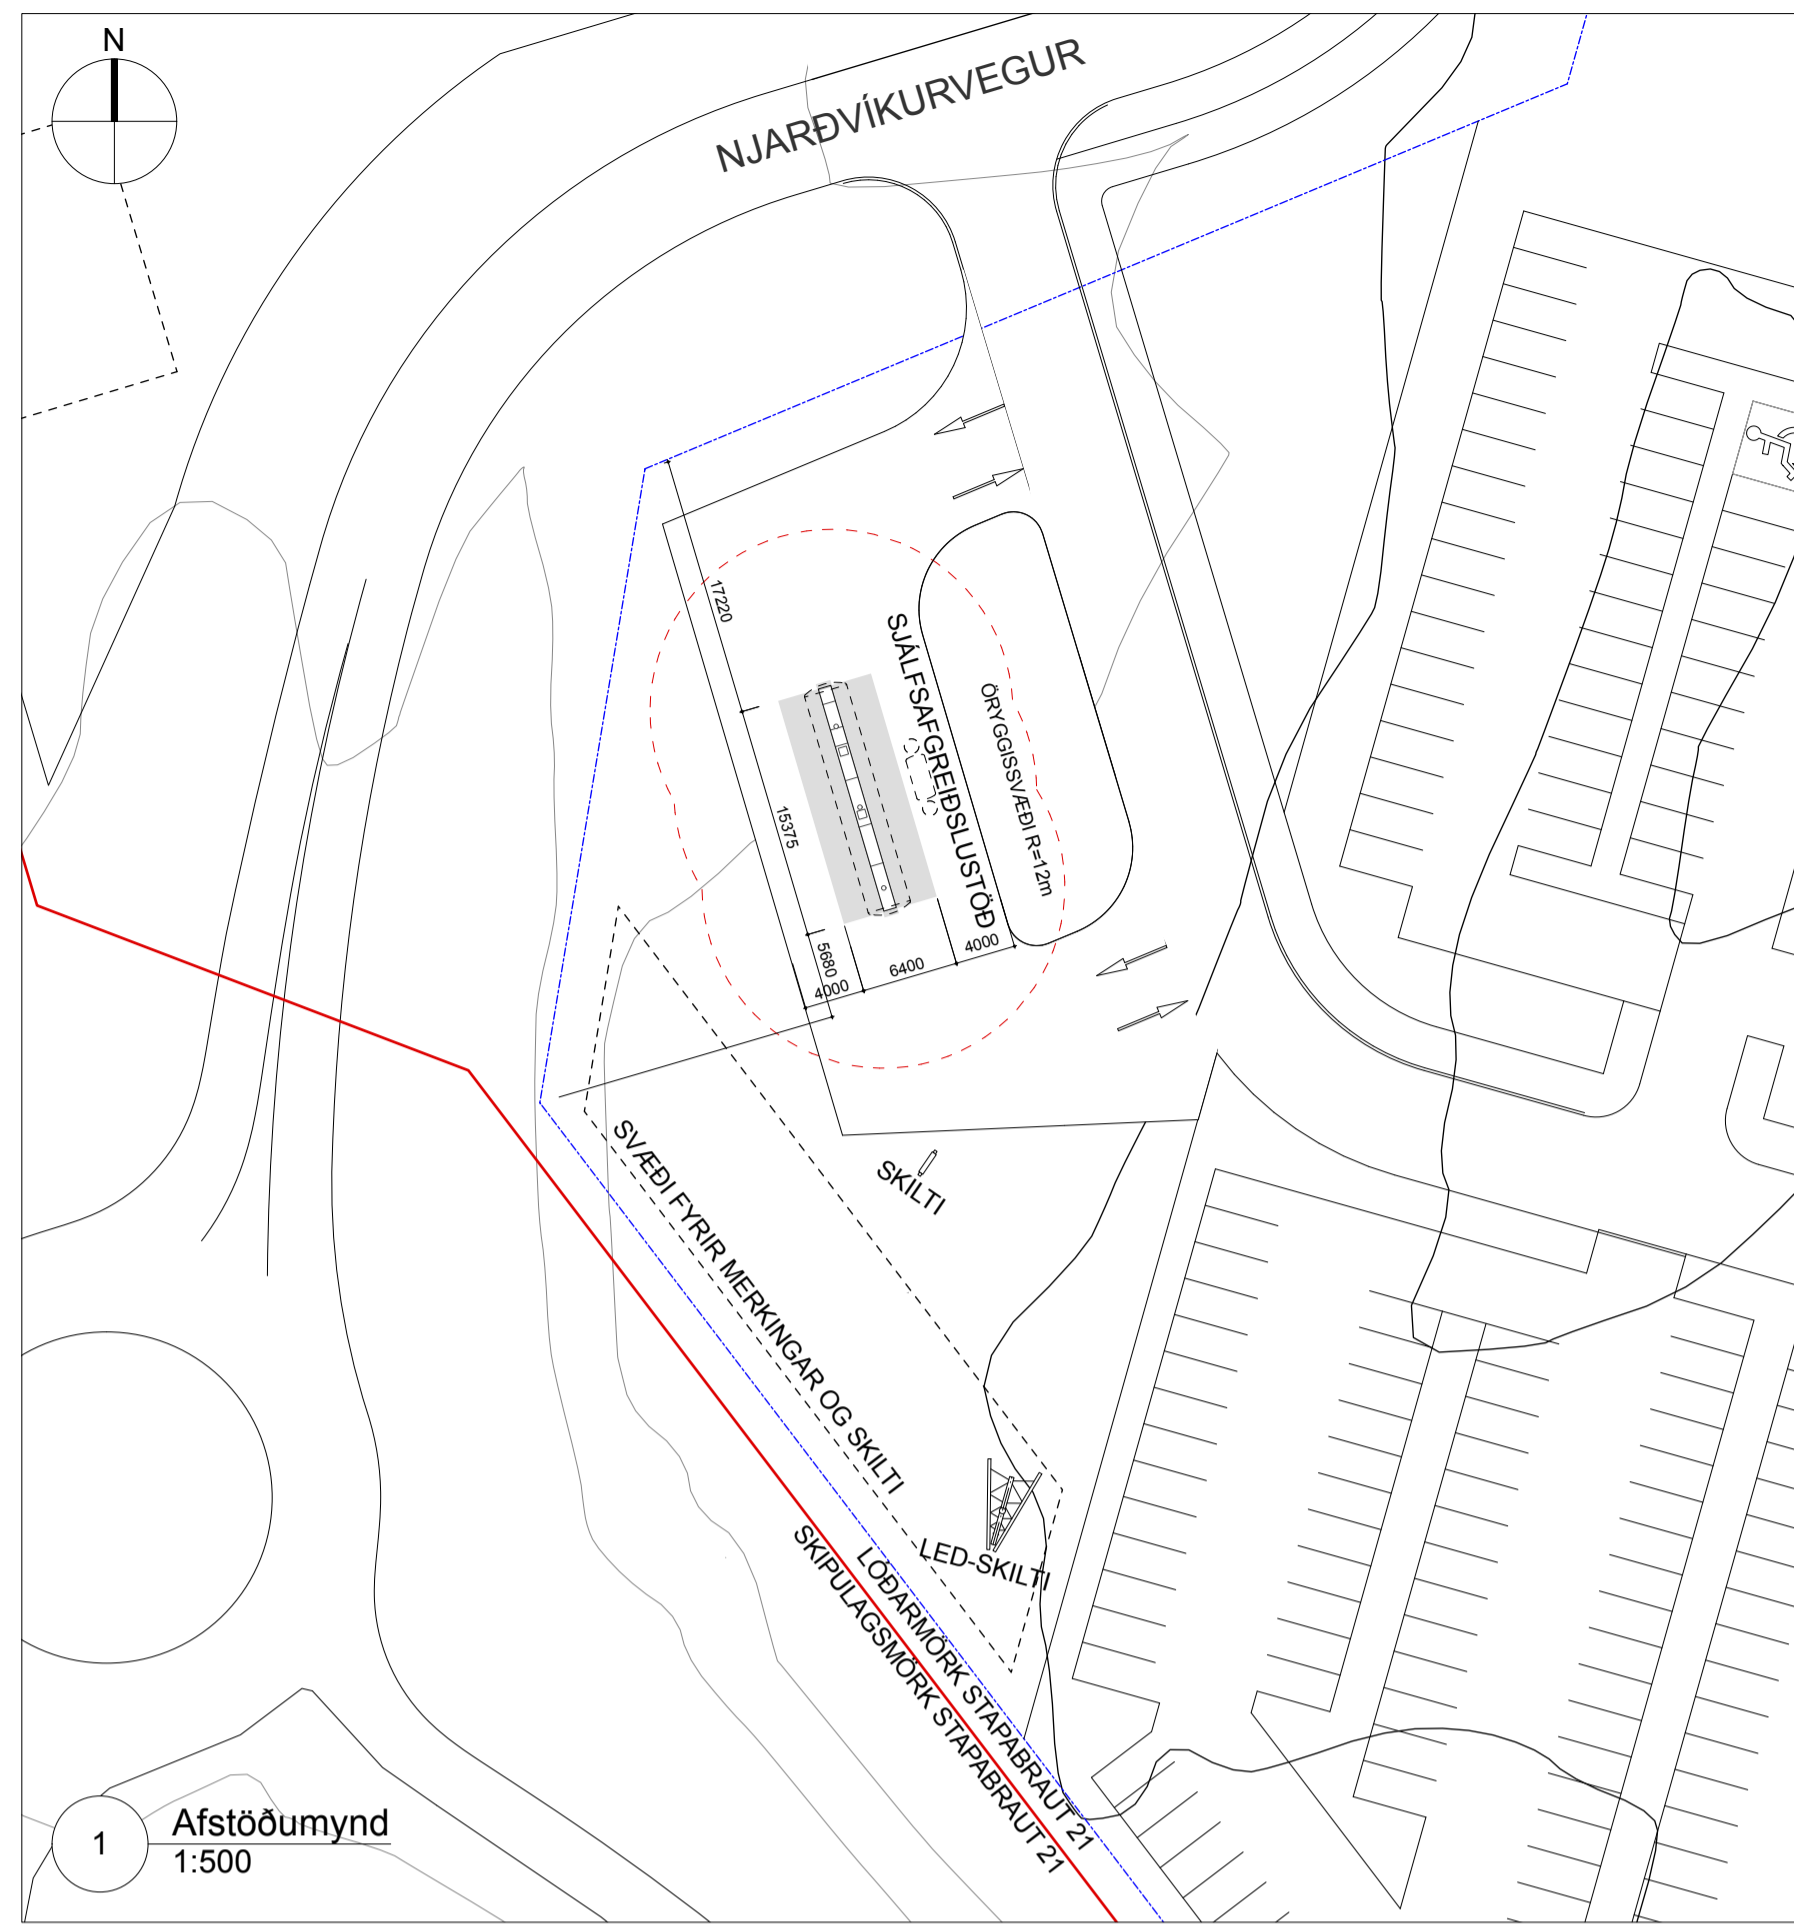 N
NJARÐVÍKURVEGUR
17220
SJÁLFSAFGREIÐSLUSTÖÐ
ÖRYGGISSVÆÐI R=12m
15375
5680
4000
6400
4000
SKILTI
SVÆÐI FYRIR MERKINGAR OG SKILTI
LED-SKILTI
LÓÐARMÖRK STAPABRAUT 21
SKIPULAGSMÖRK STAPABRAUT 21
1
Afstöðumynd
1:500